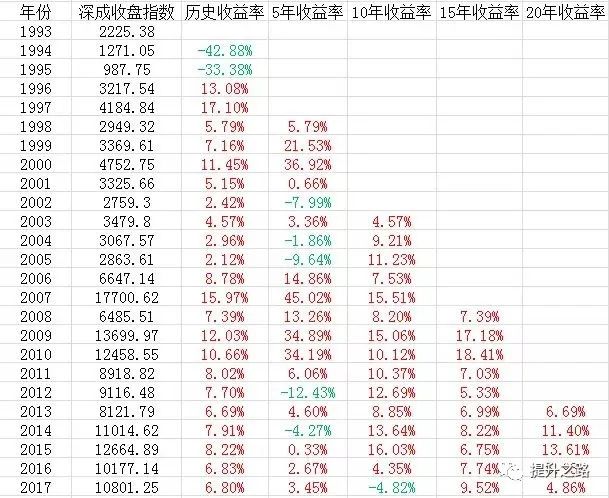 年份 深成收盘指数 历史收益率 5年收益率 10年收益率 15年收益率 20年收益率
1993 2225.38
1994 1271.05 -42.88%
1995 987.75 -33.38%
1996 3217.54 13.08%
1997 4184.84 17.10%
1998 2949.32 5.79% 5.79%
1999 3369.61 7.16% 21.53%
2000 4752.75 11.45% 36.92%
2001 3325.66 5.15% 0.66%
2002 2759.3 2.42% -7.99%
2003 3479.8 4.57% 3.36% 4.57%
2004 3067.57 2.96% -1.86% 9.21%
2005 2863.61 2.12% -9.64% 11.23%
2006 6647.14 8.78% 14.86% 7.53%
2007 17700.62 15.97% 45.02% 15.51%
2008 6485.51 7.39% 13.26% 8.20% 7.39%
2009 13699.97 12.03% 34.89% 15.06% 17.18%
2010 12458.55 10.66% 34.19% 10.12% 18.41%
2011 8918.82 8.02% 6.06% 10.37% 7.03%
2012 9116.48 7.70% -12.43% 12.69% 5.33%
2013 8121.79 6.69% 4.60% 8.85% 6.99% 6.69%
2014 11014.62 7.91% -4.27% 13.64% 8.22% 11.40%
2015 12664.89 8.22% 0.33% 16.03% 6.75% 13.61%
2016 10177.14 6.83% 2.67% 4.35% 7.74%
提升之路
2017 10801.25 6.80% 3.45% -4.82% 9.52% 4.86%